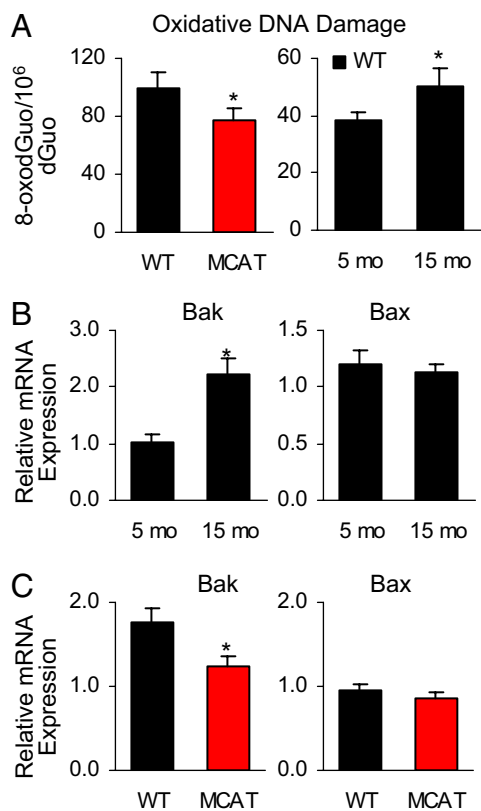 A
Oxidative DNA Damage
8-oxodGuo/10⁶
dGuo
120
80
40
0
*
WT MCAT
60
40
20
0
WT
*
5 mo 15 mo
B
Bak
Relative mRNA
Expression
3.0
2.0
1.0
0.0
*
5 mo 15 mo
Bax
1.5
1.0
0.5
0.0
5 mo 15 mo
C
Bak
Relative mRNA
Expression
2.0
1.0
0.0
*
WT MCAT
Bax
2.0
1.0
0.0
WT MCAT